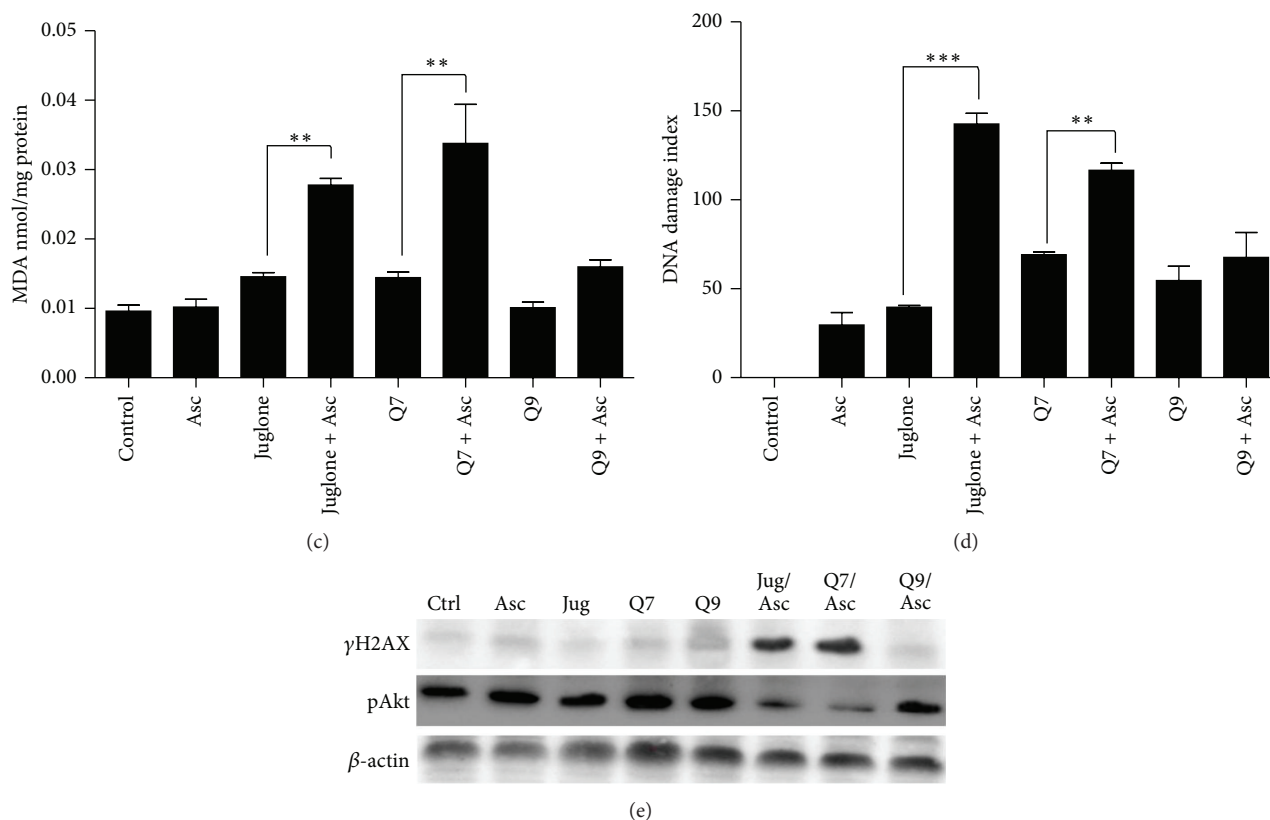 0.05
0.04
0.03
0.02
0.01
0.00
MDA nmol/mg protein
**
**
Control
Asc
Juglone
Juglone + Asc
Q7
Q7 + Asc
Q9
Q9 + Asc
(c)
200
150
100
50
0
DNA damage index
***
**
Control
Asc
Juglone
Juglone + Asc
Q7
Q7 + Asc
Q9
Q9 + Asc
(d)
Ctrl Asc Jug Q7 Q9 Jug/ Q7/ Q9/
Asc Asc Asc
γH2AX
pAkt
β-actin
(e)